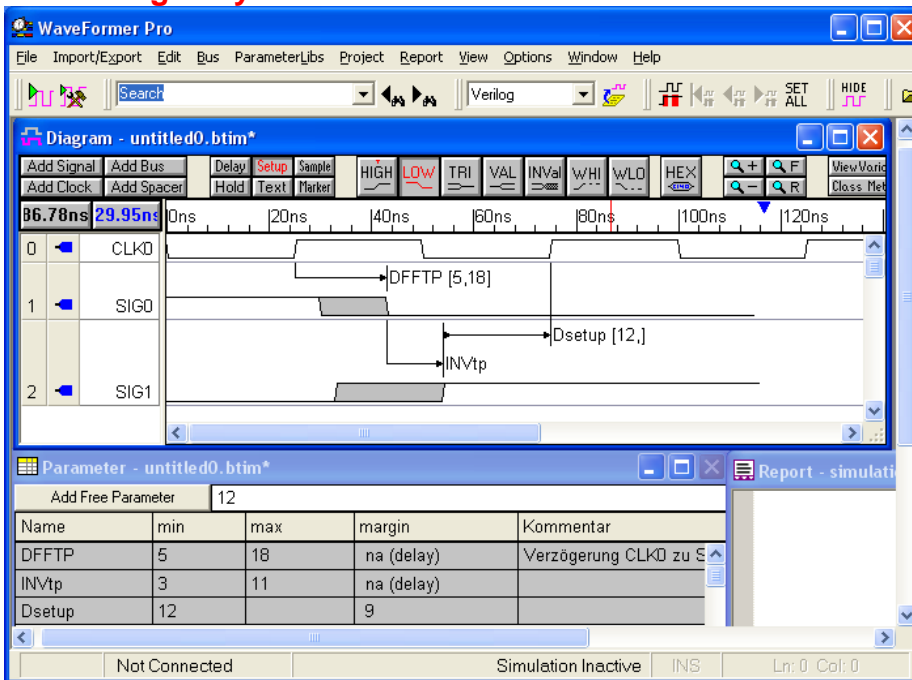 WaveFormer Pro
File Import/Export Edit Bus ParameterLibs Project Report View Options Window Help
Search Verilog SET ALL HIDE
Diagram - untitled0.btim*
Add Signal Add Bus Delay Setup Sample HIGH LOW TRI VAL INVal WHI WLO HEX + F
Add Clock Add Spacer Hold Text Marker - R
86.78ns 29.95ns 0ns 20ns 40ns 60ns 80ns 100ns 120ns
0 CLK0
DFFTP [5,18]
1 SIG0
Dsetup [12,]
INVtp
2 SIG1
Parameter - untitled0.btim*
Report - simulati
Add Free Parameter 12
Name min max margin Kommentar
DFFTP 5 18 na (delay) Verzögerung CLK0 zu S
INVtp 3 11 na (delay)
Dsetup 12 9
Not Connected Simulation Inactive INS Ln: 0 Col: 0